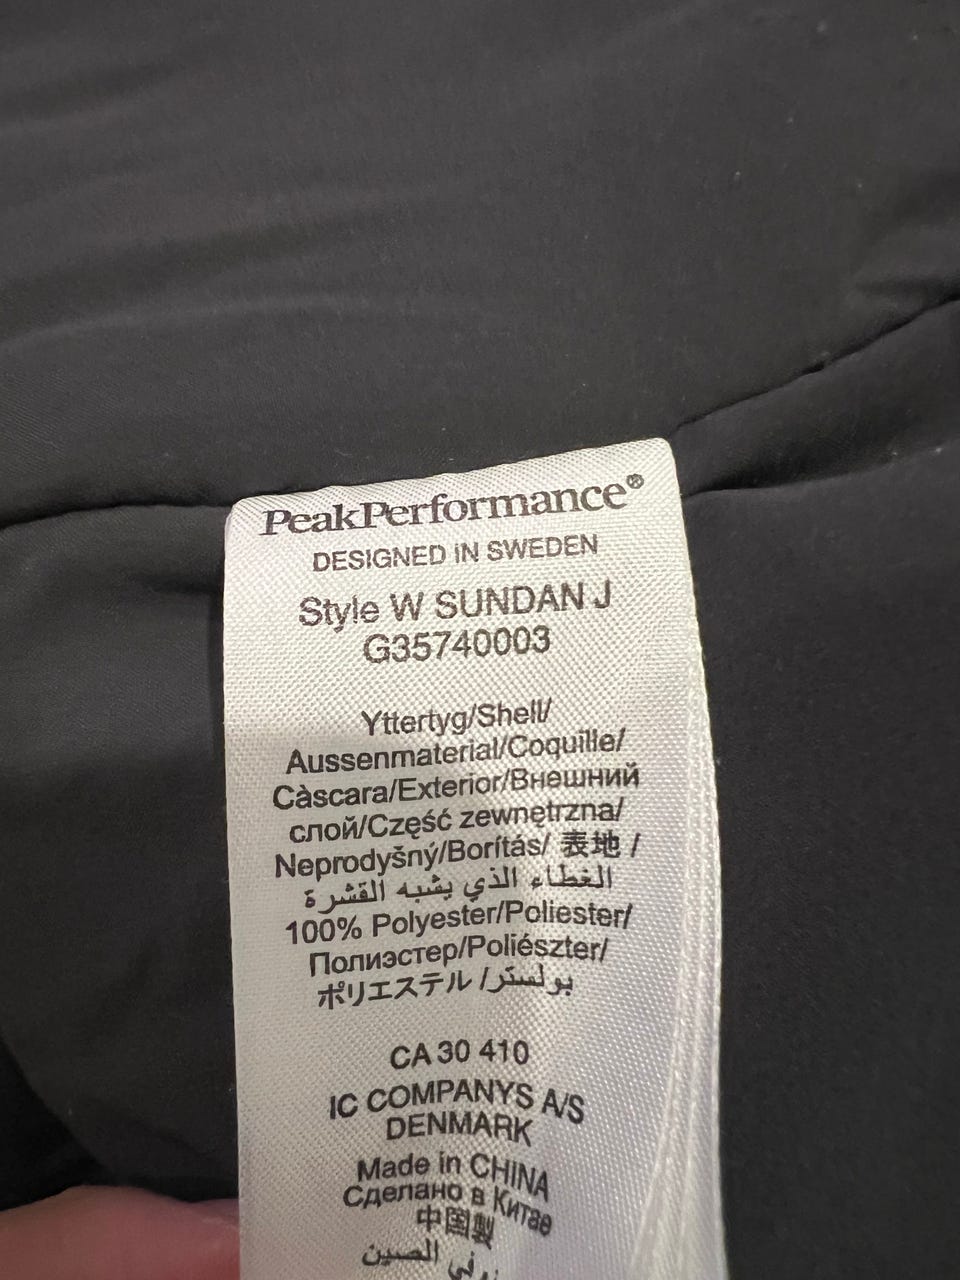 PeakPerformance®
DESIGNED IN SWEDEN
Style W SUNDAN J
G35740003
Yttertyg/Shell/
Aussenmaterial/Coquille/
Càscara/Exterior/Внешний
слой/Część zewnętrzna/
Neprodyšný/Borítás/ 表地 /
الغطاء الذي يشبه القشرة
100% Polyester/Poliester/
Полиэстер/Poliészter/
ポリエステル /بولستر
CA 30 410
IC COMPANYS A/S
DENMARK
Made in CHINA
Сделано в Китае
中国製
في الصين